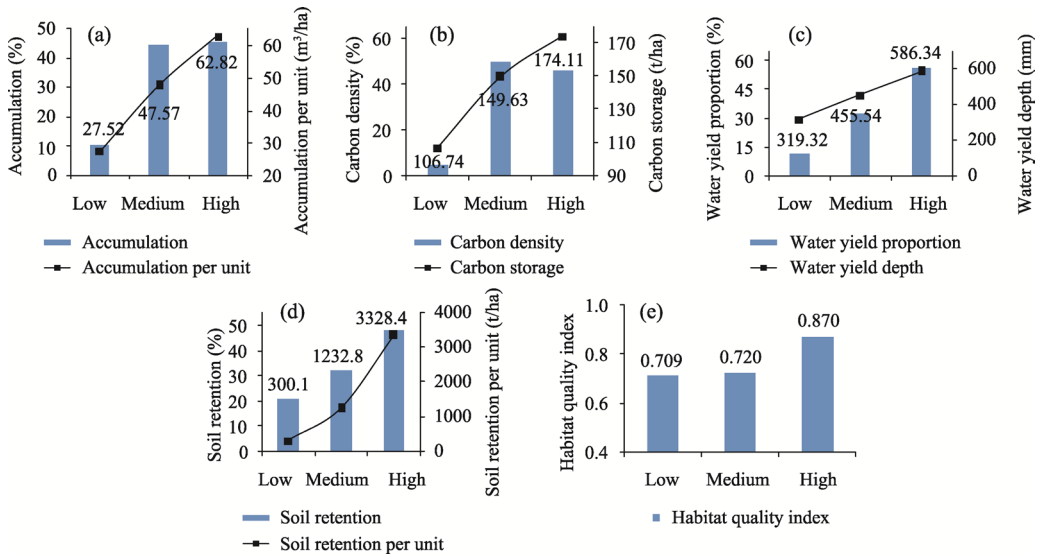 (a)
Accumulation (%)
50
40
30
20
10
0
27.52
47.57
62.82
60
50
40
30
20
Accumulation per unit (m³/ha)
Low Medium High
Accumulation
Accumulation per unit
(b)
Carbon density (%)
60
40
20
0
106.74
149.63
174.11
170
150
130
110
90
Carbon storage (t/ha)
Low Medium High
Carbon density
Carbon storage
(c)
Water yield proportion (%)
60
45
30
15
0
319.32
455.54
586.34
600
400
200
0
Water yield depth (mm)
Low Medium High
Water yield proportion
Water yield depth
(d)
Soil retention (%)
50
40
30
20
10
0
300.1
1232.8
3328.4
4000
3000
2000
1000
0
Soil retention per unit (t/ha)
Low Medium High
Soil retention
Soil retention per unit
(e)
Habitat quality index
1.0
0.8
0.6
0.4
0.709
0.720
0.870
Low Medium High
Habitat quality index